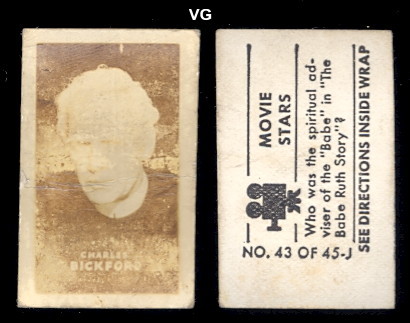 VG
CHARLES
BICKFORD
MOVIE
STARS
Who was the spiritual ad-
viser of the "Babe" in "The
Babe Ruth Story"?
SEE DIRECTIONS INSIDE WRAP
NO. 43 OF 45-J